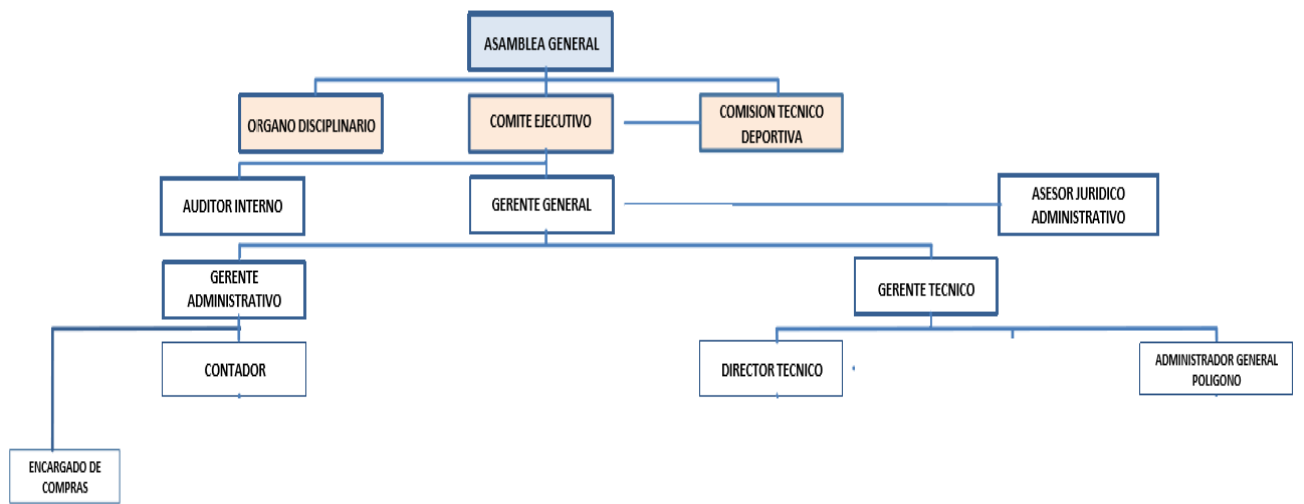 ASAMBLEA GENERAL
ORGANO DISCIPLINARIO
COMITE EJECUTIVO
COMISION TECNICO
DEPORTIVA
AUDITOR INTERNO
GERENTE GENERAL
ASESOR JURIDICO
ADMINISTRATIVO
GERENTE
ADMINISTRATIVO
GERENTE TECNICO
CONTADOR
DIRECTOR TECNICO
ADMINISTRADOR GENERAL
POLIGONO
ENCARGADO DE
COMPRAS